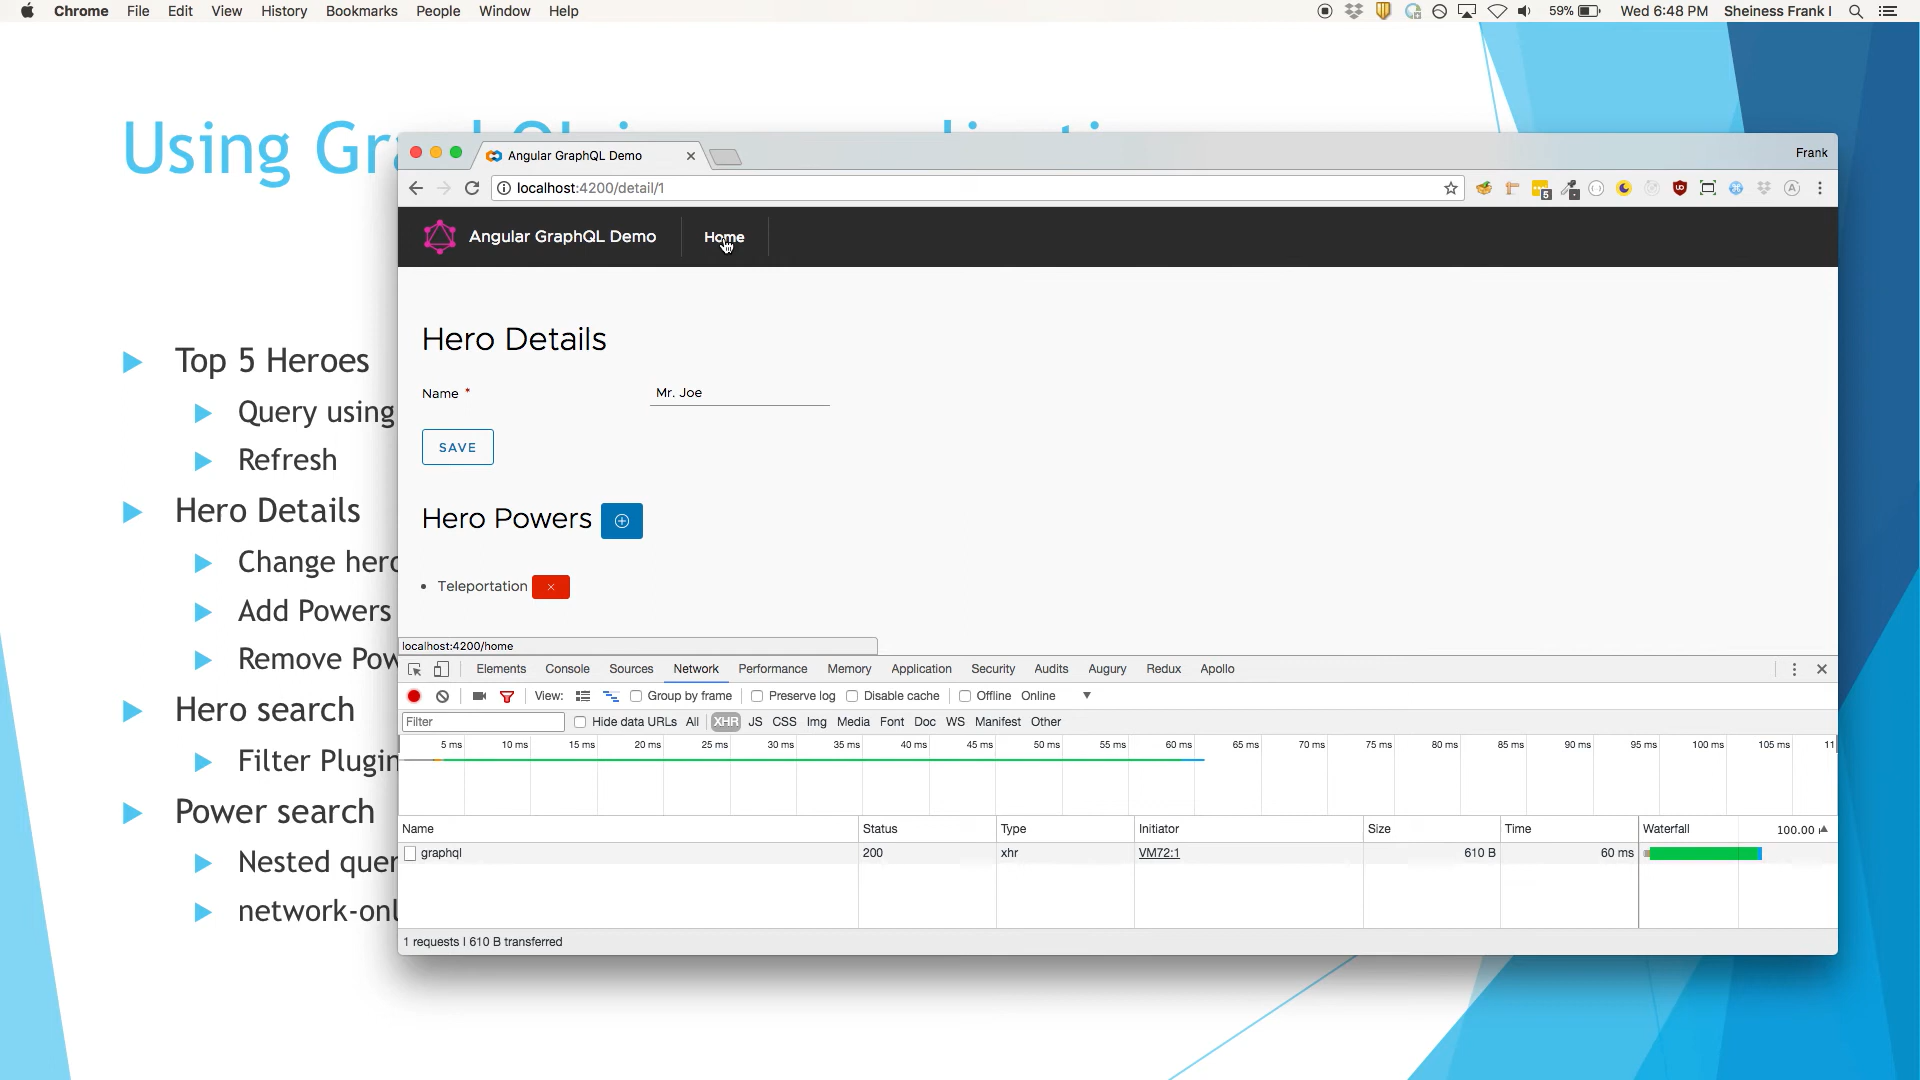 Chrome File Edit View History Bookmarks People Window Help
59% Wed 6:48 PM Sheiness Frank I
Using
Top 5 Heroes
Query using
Refresh
Hero Details
Change hero
Add Powers
Remove Pow
Hero search
Filter Plugin
Power search
Nested quer
network-onl
Angular GraphQL Demo
Frank
localhost:4200/detail/1
5
Angular GraphQL Demo Home
Hero Details
Name * Mr. Joe
SAVE
Hero Powers
Teleportation
localhost:4200/home
Elements Console Sources Network Performance Memory Application Security Audits Augury Redux Apollo
View: Group by frame Preserve log Disable cache Offline Online
Filter Hide data URLs All XHR JS CSS Img Media Font Doc WS Manifest Other
5 ms 10 ms 15 ms 20 ms 25 ms 30 ms 35 ms 40 ms 45 ms 50 ms 55 ms 60 ms 65 ms 70 ms 75 ms 80 ms 85 ms 90 ms 95 ms 100 ms 105 ms 11
Name Status Type Initiator Size Time Waterfall 100.00
graphql 200 xhr VM72:1 610 B 60 ms
1 requests | 610 B transferred